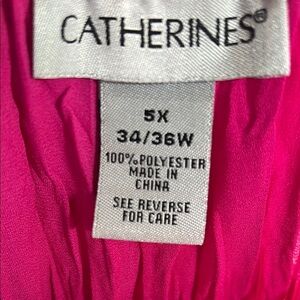 CATHERINES®
5X
34/36W
100%POLYESTER
MADE IN
CHINA
SEE REVERSE
FOR CARE